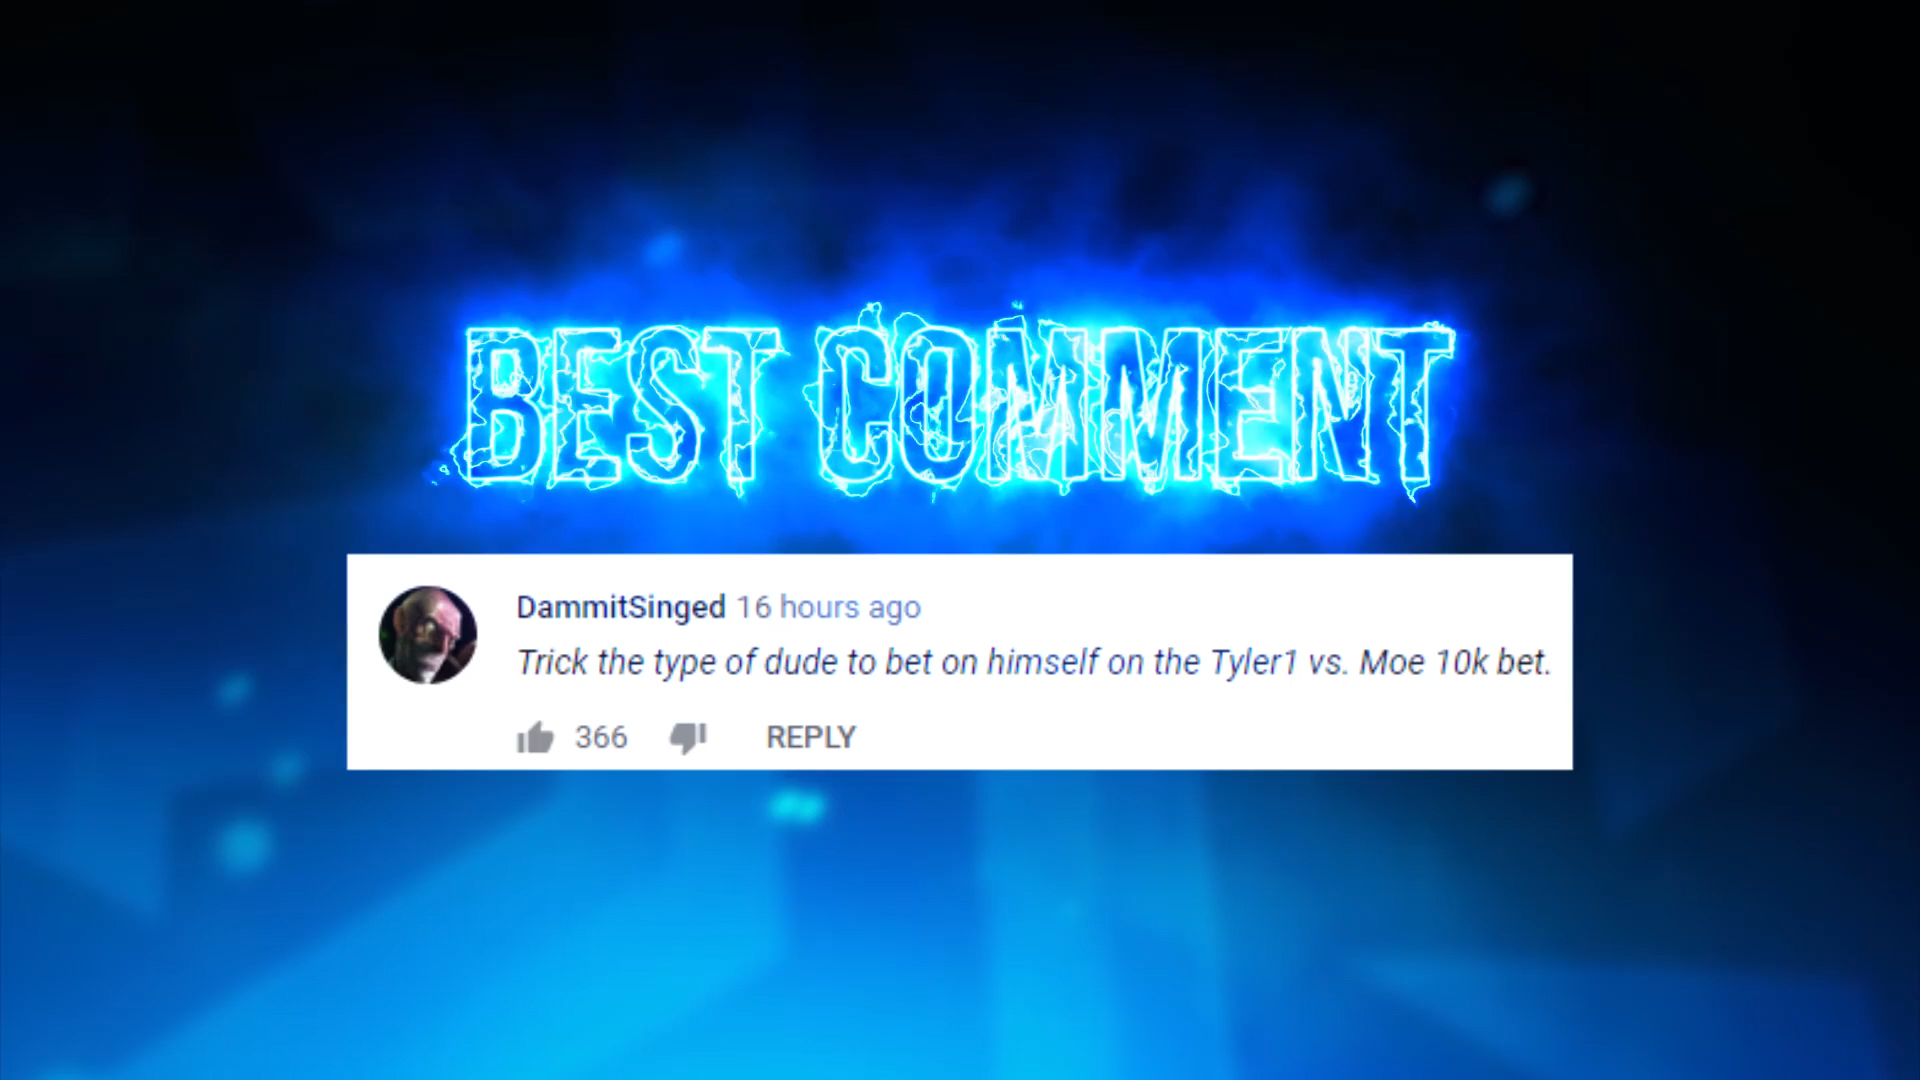 BEST COMMENT
DammitSinged 16 hours ago
Trick the type of dude to bet on himself on the Tyler1 vs. Moe 10k bet.
366 REPLY